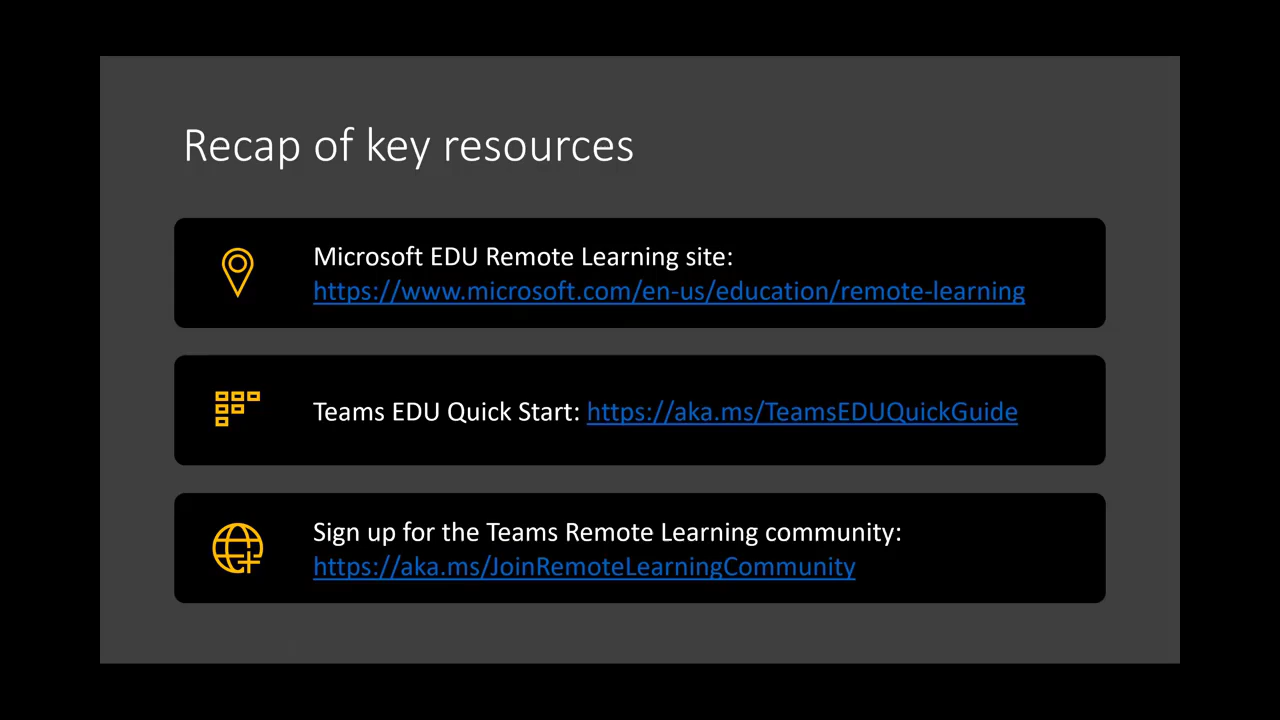 Recap of key resources
Microsoft EDU Remote Learning site:
https://www.microsoft.com/en-us/education/remote-learning
Teams EDU Quick Start: https://aka.ms/TeamsEDUQuickGuide
Sign up for the Teams Remote Learning community:
https://aka.ms/JoinRemoteLearningCommunity